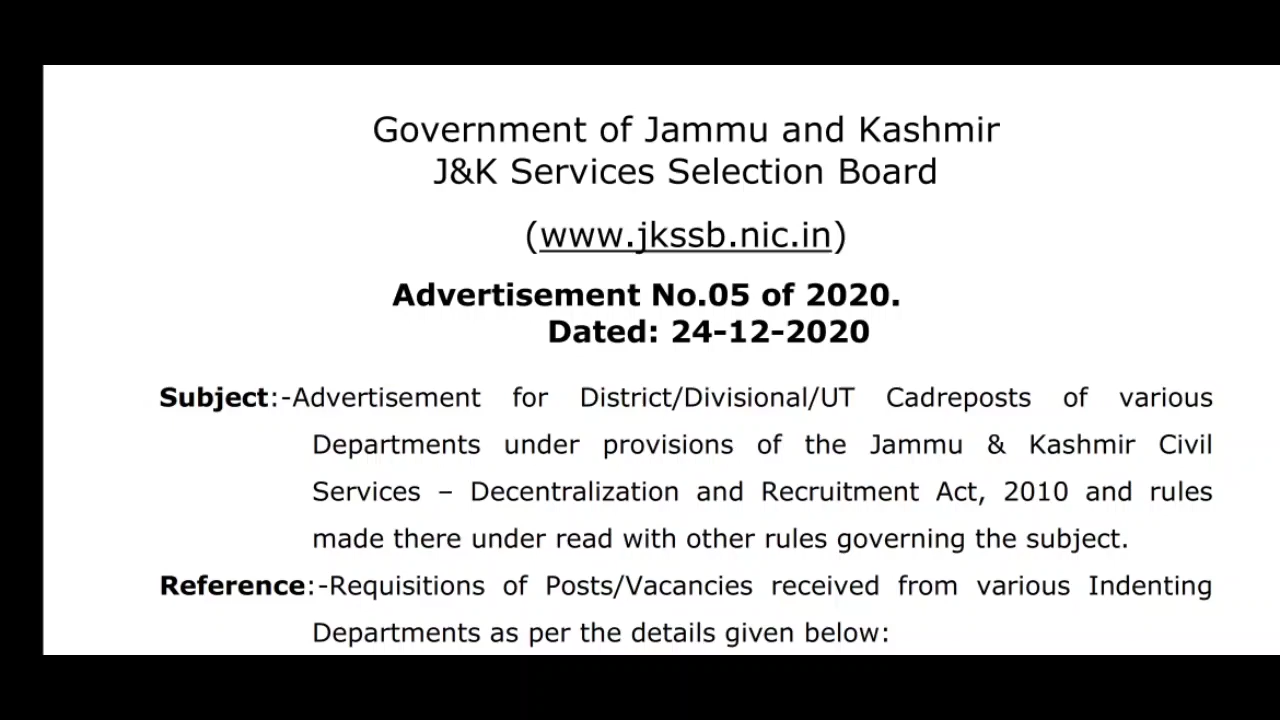 Government of Jammu and Kashmir
J&K Services Selection Board
(www.jkssb.nic.in)
Advertisement No.05 of 2020.
Dated: 24-12-2020
Subject:-Advertisement for District/Divisional/UT Cadreposts of various
Departments under provisions of the Jammu & Kashmir Civil
Services – Decentralization and Recruitment Act, 2010 and rules
made there under read with other rules governing the subject.
Reference:-Requisitions of Posts/Vacancies received from various Indenting
Departments as per the details given below: